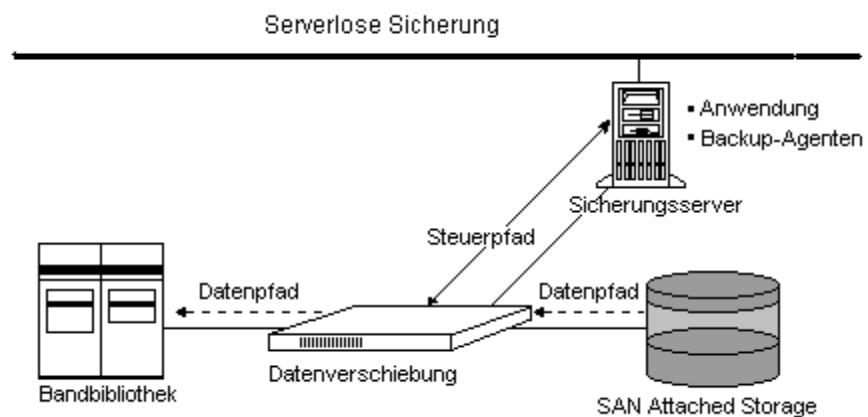 Serverlose Sicherung
▪ Anwendung
▪ Backup-Agenten
Sicherungsserver
Steuerpfad
Datenpfad
Datenpfad
Datenverschiebung
Bandbibliothek
SAN Attached Storage